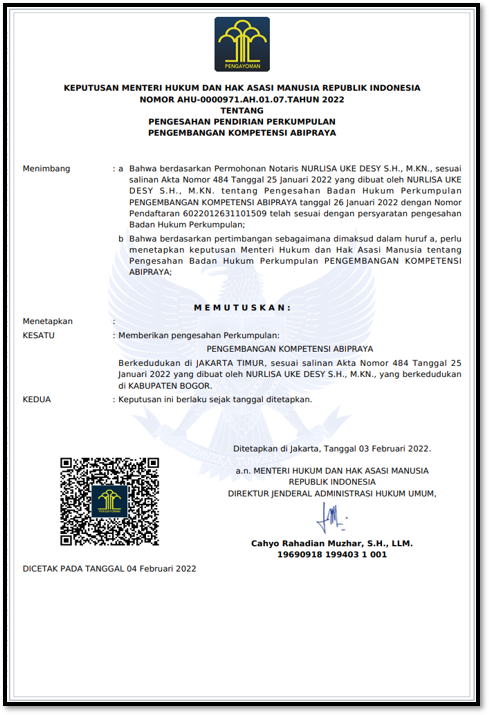 PENGAYOMAN
KEPUTUSAN MENTERI HUKUM DAN HAK ASASI MANUSIA REPUBLIK INDONESIA
NOMOR AHU-0000971.AH.01.07.TAHUN 2022
TENTANG
PENGESAHAN PENDIRIAN PERKUMPULAN
PENGEMBANGAN KOMPETENSI ABIPRAYA
Menimbang : a Bahwa berdasarkan Permohonan Notaris NURLISA UKE DESY S.H., M.KN., sesuai
salinan Akta Nomor 484 Tanggal 25 Januari 2022 yang dibuat oleh NURLISA UKE
DESY S.H., M.KN. tentang Pengesahan Badan Hukum Perkumpulan
PENGEMBANGAN KOMPETENSI ABIPRAYA tanggal 26 Januari 2022 dengan Nomor
Pendaftaran 6022012631101509 telah sesuai dengan persyaratan pengesahan
Badan Hukum Perkumpulan;
b Bahwa berdasarkan pertimbangan sebagaimana dimaksud dalam huruf a, perlu
menetapkan keputusan Menteri Hukum dan Hak Asasi Manusia tentang
Pengesahan Badan Hukum Perkumpulan PENGEMBANGAN KOMPETENSI
ABIPRAYA;
M E M U T U S K A N :
Menetapkan :
KESATU : Memberikan pengesahan Perkumpulan:
PENGEMBANGAN KOMPETENSI ABIPRAYA
Berkedudukan di JAKARTA TIMUR, sesuai salinan Akta Nomor 484 Tanggal 25
Januari 2022 yang dibuat oleh NURLISA UKE DESY S.H., M.KN., yang berkedudukan
di KABUPATEN BOGOR.
KEDUA : Keputusan ini berlaku sejak tanggal ditetapkan.
Ditetapkan di Jakarta, Tanggal 03 Februari 2022.
a.n. MENTERI HUKUM DAN HAK ASASI MANUSIA
REPUBLIK INDONESIA
DIREKTUR JENDERAL ADMINISTRASI HUKUM UMUM,
PENGAYOMAN
Cahyo Rahadian Muzhar, S.H., LLM.
19690918 199403 1 001
DICETAK PADA TANGGAL 04 Februari 2022